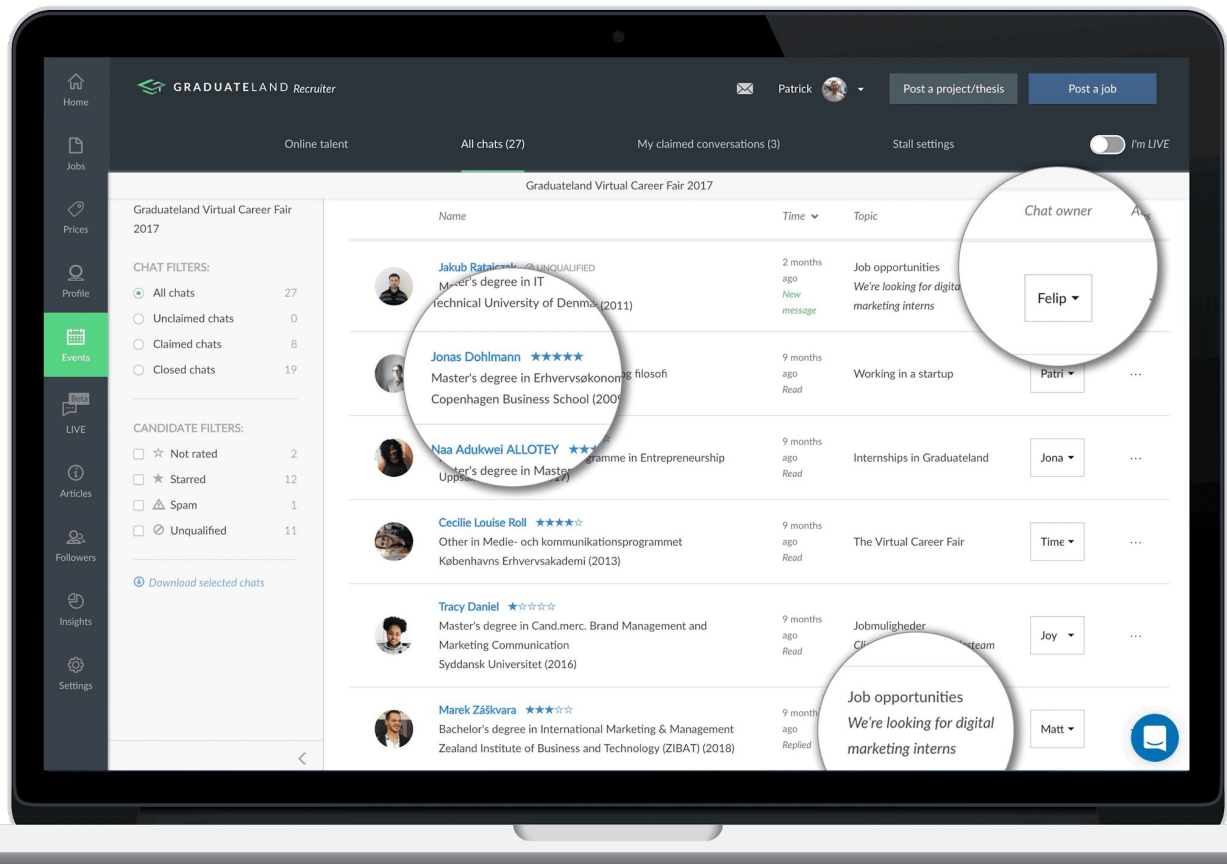 Home
GRADUATELAND Recruiter
Patrick
Post a project/thesis
Post a job
Jobs
Online talent
All chats (27)
My claimed conversations (3)
Stall settings
I'm LIVE
Graduateland Virtual Career Fair 2017
Prices
Profile
Events
Beta
LIVE
Articles
Followers
Insights
Settings
Graduateland Virtual Career Fair
2017
CHAT FILTERS:
All chats 27
Unclaimed chats 0
Claimed chats 8
Closed chats 19
CANDIDATE FILTERS:
Not rated 2
Starred 12
Spam 1
Unqualified 11
Download selected chats
Name
Time
Topic
Chat owner
Jakub Ratajczak UNQUALIFIED
degree in IT
Technical University of (2011)
2 months
ago
New
message
Job opportunities
We're looking for
marketing interns
Felip
Jonas Dohlmann ★★★★★
Master's degree in og filosofi
Copenhagen Business School
9 months
ago
Read
Working in a startup
Patri
Naa Adukwei ALLOTEY
in Entrepreneurship
degree in
9 months
ago
Read
Internships in Graduateland
Jona
...
Cecilie Louise Roll ★★★★☆
Other in Medie- och kommunikationsprogrammet
Københavns Erhvervsakademi (2013)
9 months
ago
Read
The Virtual Career Fair
Time
...
Tracy Daniel ★☆☆☆☆
Master's degree in Cand.merc. Brand Management and
Marketing Communication
Syddansk Universitet (2016)
9 months
ago
Read
Jobmuligheder
Joy
...
Marek Záškvara ★★★☆☆
Bachelor's degree in International Marketing & Management
Zealand Institute of Business and Technology (ZIBAT) (2018)
9
ago
Replied
Job opportunities
We're looking for digital
marketing interns
Matt